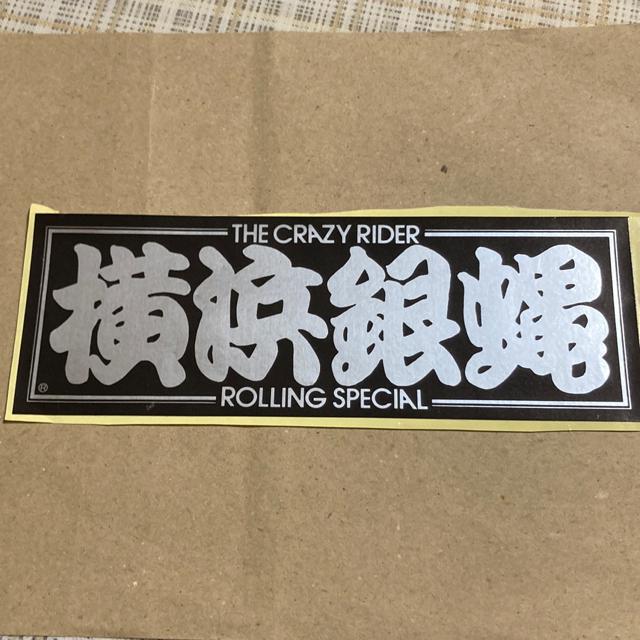 THE CRAZY RIDER
横浜銀蝿
ROLLING SPECIAL
®